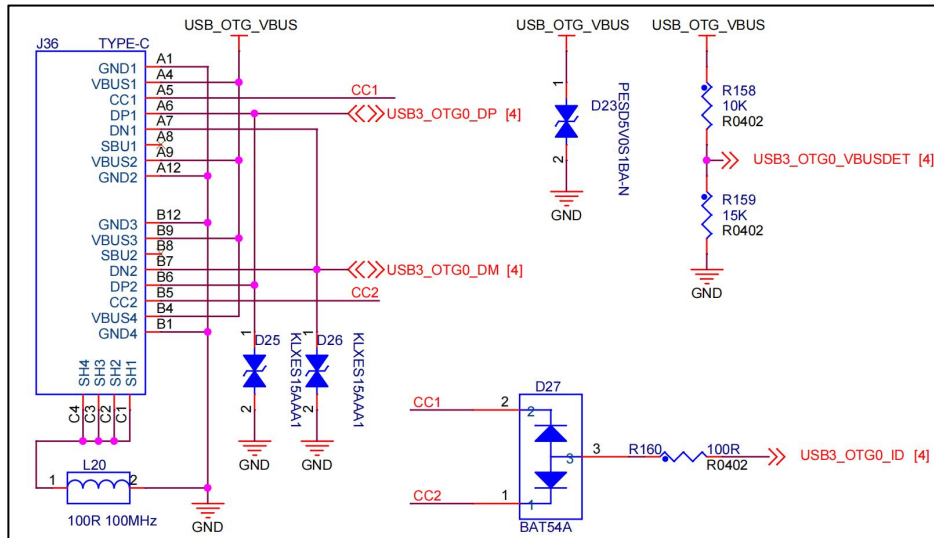 USB_OTG_VBUS
USB_OTG_VBUS
USB_OTG_VBUS
J36 TYPE-C
GND1 A1
VBUS1 A4
CC1 A5 CC1
DP1 A6 USB3_OTG0_DP [4]
DN1 A7
SBU1 A8
VBUS2 A9
GND2 A12
GND3 B12
VBUS3 B9
SBU2 B8
DN2 B7 USB3_OTG0_DM [4]
DP2 B6
CC2 B5 CC2
VBUS4 B4
GND4 B1
SH4 SH3 SH2 SH1
C4 C3 C2 C1
L20
1 2
100R 100MHz
GND
1
D25
KLXES15AAA1
2
GND
1
D26
KLXES15AAA1
2
GND
1
D23
PESD5V0S1BA-N
2
GND
R158
10K
R0402
USB3_OTG0_VBUSDET [4]
R159
15K
R0402
GND
D27
CC1 2 2
3 3 R160 100R USB3_OTG0_ID [4]
R0402
CC2 1 1
BAT54A